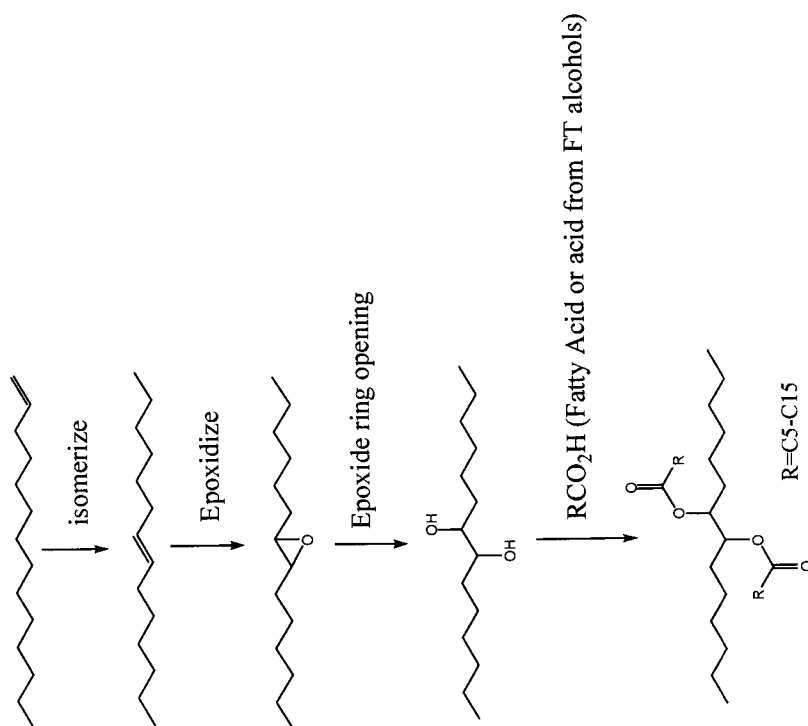 isomerize
Epoxidize
O
Epoxide ring opening
OH
OH
RCO₂H (Fatty Acid or acid from FT alcohols)
O
R
O
O
R
O
R=C5-C15